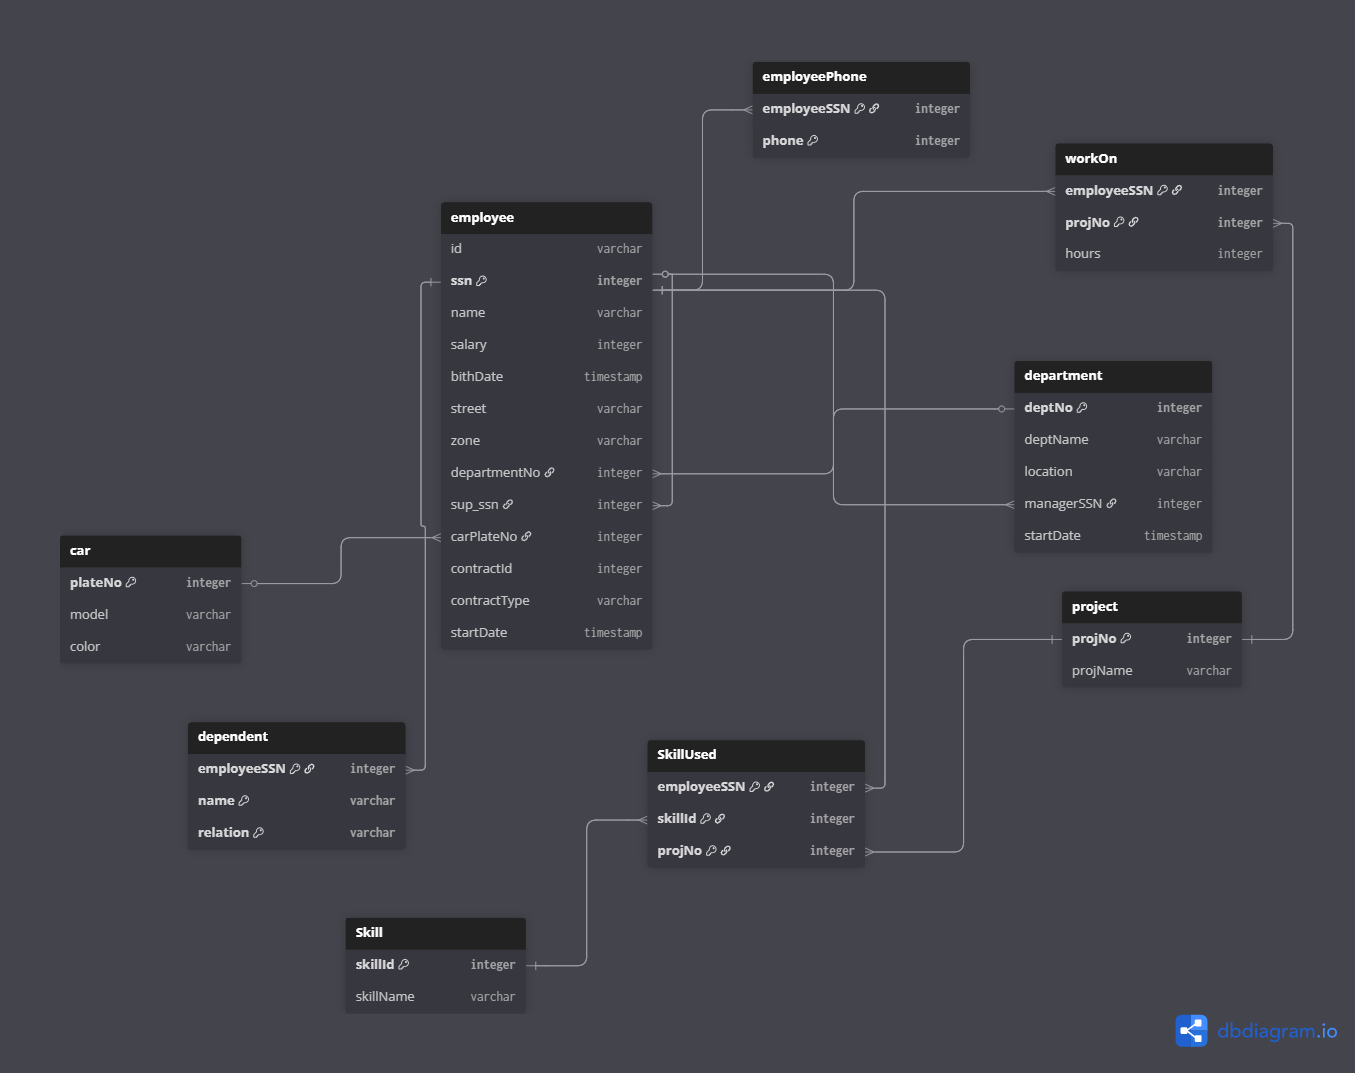 employeePhone
employeeSSN integer
phone integer
workOn
employeeSSN integer
projNo integer
hours integer
employee
id varchar
ssn integer
name varchar
salary integer
bithDate timestamp
street varchar
zone varchar
departmentNo integer
sup_ssn integer
carPlateNo integer
contractId integer
contractType varchar
startDate timestamp
department
deptNo integer
deptName varchar
location varchar
managerSSN integer
startDate timestamp
car
plateNo integer
model varchar
color varchar
project
projNo integer
projName varchar
dependent
employeeSSN integer
name varchar
relation varchar
SkillUsed
employeeSSN integer
skillId integer
projNo integer
Skill
skillId integer
skillName varchar
dbdiagram.io